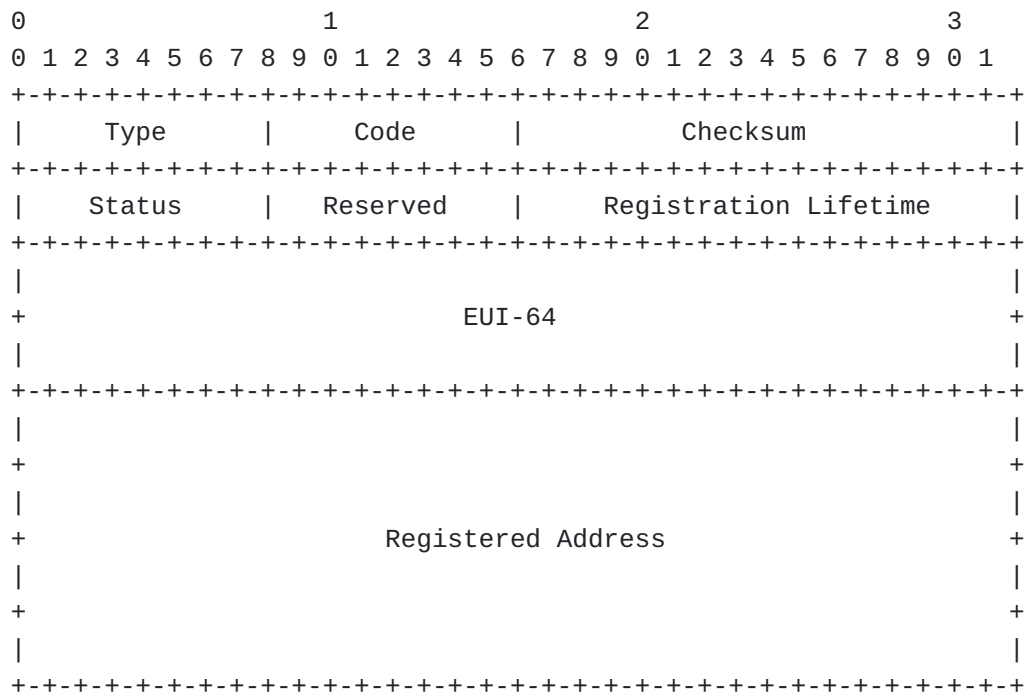 0                   1                   2                   3
0 1 2 3 4 5 6 7 8 9 0 1 2 3 4 5 6 7 8 9 0 1 2 3 4 5 6 7 8 9 0 1
+-+-+-+-+-+-+-+-+-+-+-+-+-+-+-+-+-+-+-+-+-+-+-+-+-+-+-+-+-+-+-+-+
|     Type      |     Code      |          Checksum             |
+-+-+-+-+-+-+-+-+-+-+-+-+-+-+-+-+-+-+-+-+-+-+-+-+-+-+-+-+-+-+-+-+
|    Status     |   Reserved    |     Registration Lifetime     |
+-+-+-+-+-+-+-+-+-+-+-+-+-+-+-+-+-+-+-+-+-+-+-+-+-+-+-+-+-+-+-+-+
|                                                               |
+                            EUI-64                             +
|                                                               |
+-+-+-+-+-+-+-+-+-+-+-+-+-+-+-+-+-+-+-+-+-+-+-+-+-+-+-+-+-+-+-+-+
|                                                               |
+                                                               +
|                                                               |
+                       Registered Address                      +
|                                                               |
+                                                               +
|                                                               |
+-+-+-+-+-+-+-+-+-+-+-+-+-+-+-+-+-+-+-+-+-+-+-+-+-+-+-+-+-+-+-+-+